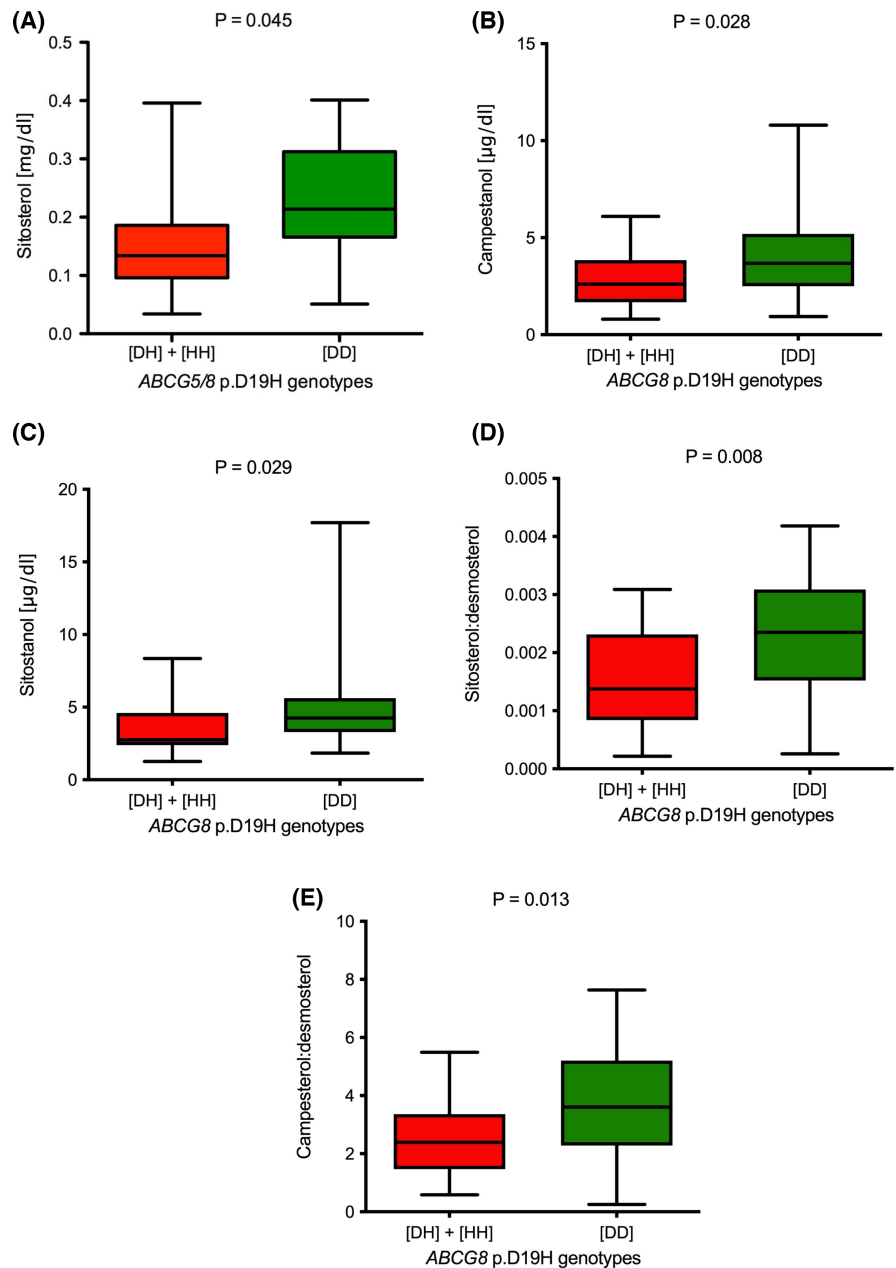 (A)
P = 0.045
Sitosterol [mg/dl]
0.5
0.4
0.3
0.2
0.1
0.0
[DH] + [HH]
[DD]
ABCG5/8 p.D19H genotypes
(B)
P = 0.028
Campestanol [µg/dl]
15
10
5
0
[DH] + [HH]
[DD]
ABCG8 p.D19H genotypes
(C)
P = 0.029
Sitostanol [µg/dl]
20
15
10
5
0
[DH] + [HH]
[DD]
ABCG8 p.D19H genotypes
(D)
P = 0.008
Sitosterol:desmosterol
0.005
0.004
0.003
0.002
0.001
0.000
[DH] + [HH]
[DD]
ABCG8 p.D19H genotypes
(E)
P = 0.013
Campesterol:desmosterol
10
8
6
4
2
0
[DH] + [HH]
[DD]
ABCG8 p.D19H genotypes